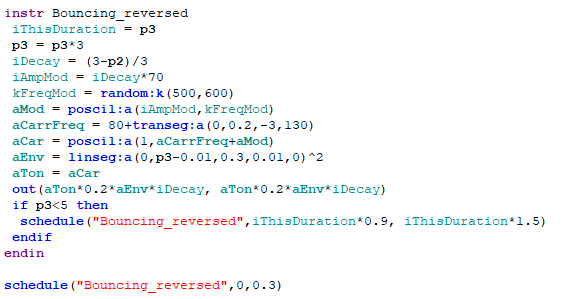 instr Bouncing_reversed
iThisDuration = p3
p3 = p3*3
iDecay = (3-p2)/3
iAmpMod = iDecay*70
kFreqMod = random:k(500,600)
aMod = poscil:a(iAmpMod,kFreqMod)
aCarrFreq = 80+transeg:a(0,0.2,-3,130)
aCar = poscil:a(1,aCarrFreq+aMod)
aEnv = linseg:a(0,p3-0.01,0.3,0.01,0)^2
aTon = aCar
out(aTon*0.2*aEnv*iDecay, aTon*0.2*aEnv*iDecay)
if p3<5 then
schedule("Bouncing_reversed",iThisDuration*0.9, iThisDuration*1.5)
endif
endin
schedule("Bouncing_reversed",0,0.3)